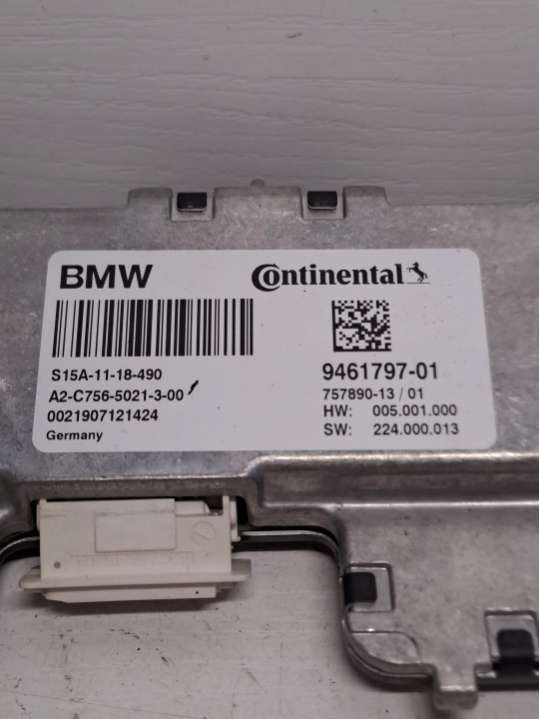 BMW
Continental
S15A-11-18-490
A2-C756-5021-3-00
0021907121424
Germany
9461797-01
757890-13 / 01
HW: 005.001.000
SW: 224.000.013